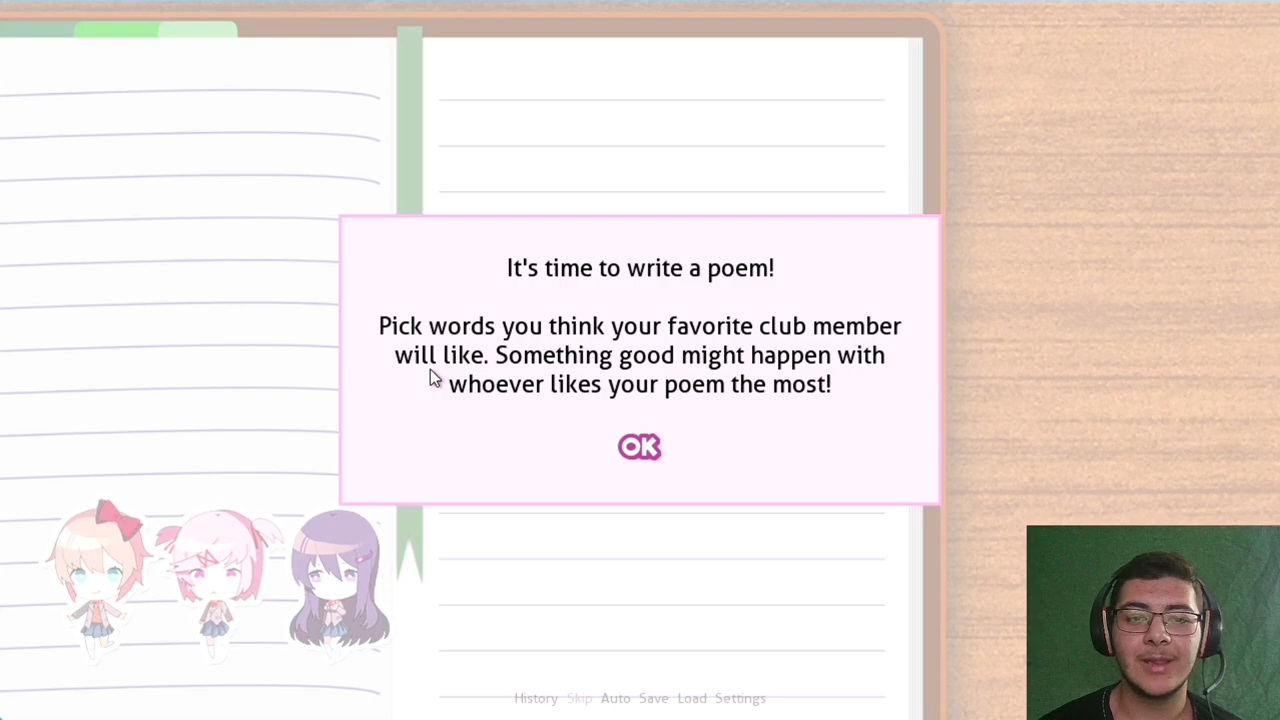 It's time to write a poem!
Pick words you think your favorite club member
will like. Something good might happen with
whoever likes your poem the most!
OK
History Skip Auto Save Load Settings